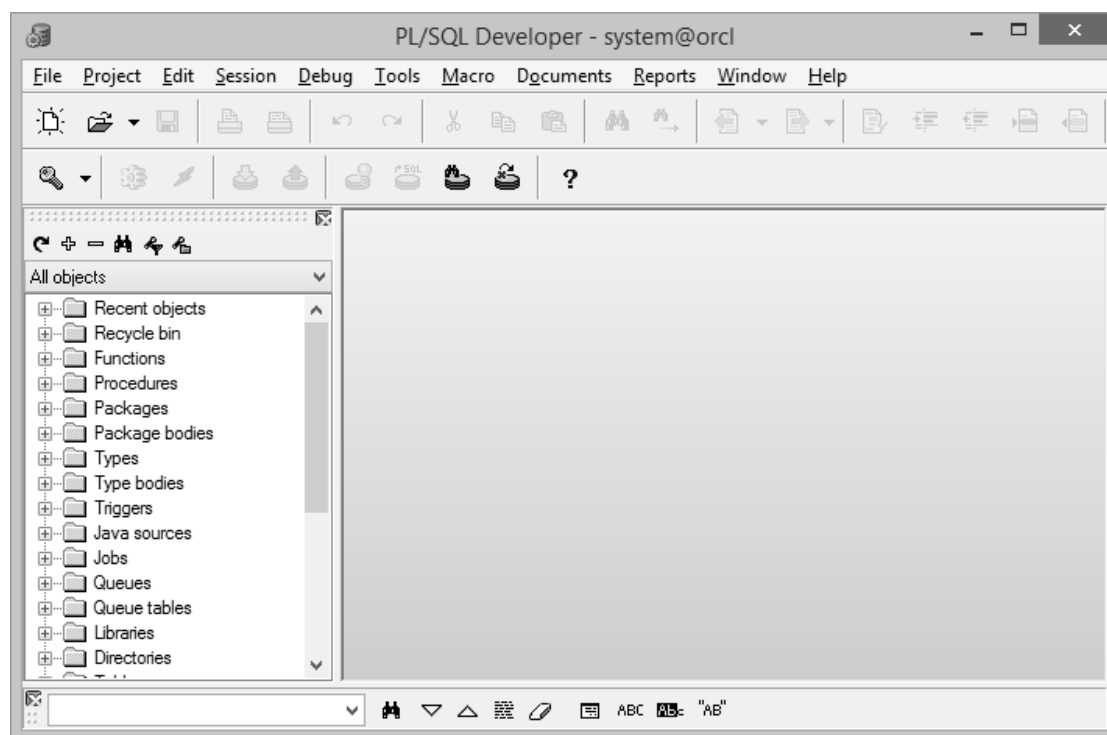 PL/SQL Developer - system@orcl
File Project Edit Session Debug Tools Macro Documents Reports Window Help
SQL
?
All objects
Recent objects
Recycle bin
Functions
Procedures
Packages
Package bodies
Types
Type bodies
Triggers
Java sources
Jobs
Queues
Queue tables
Libraries
Directories
ABC "AB"